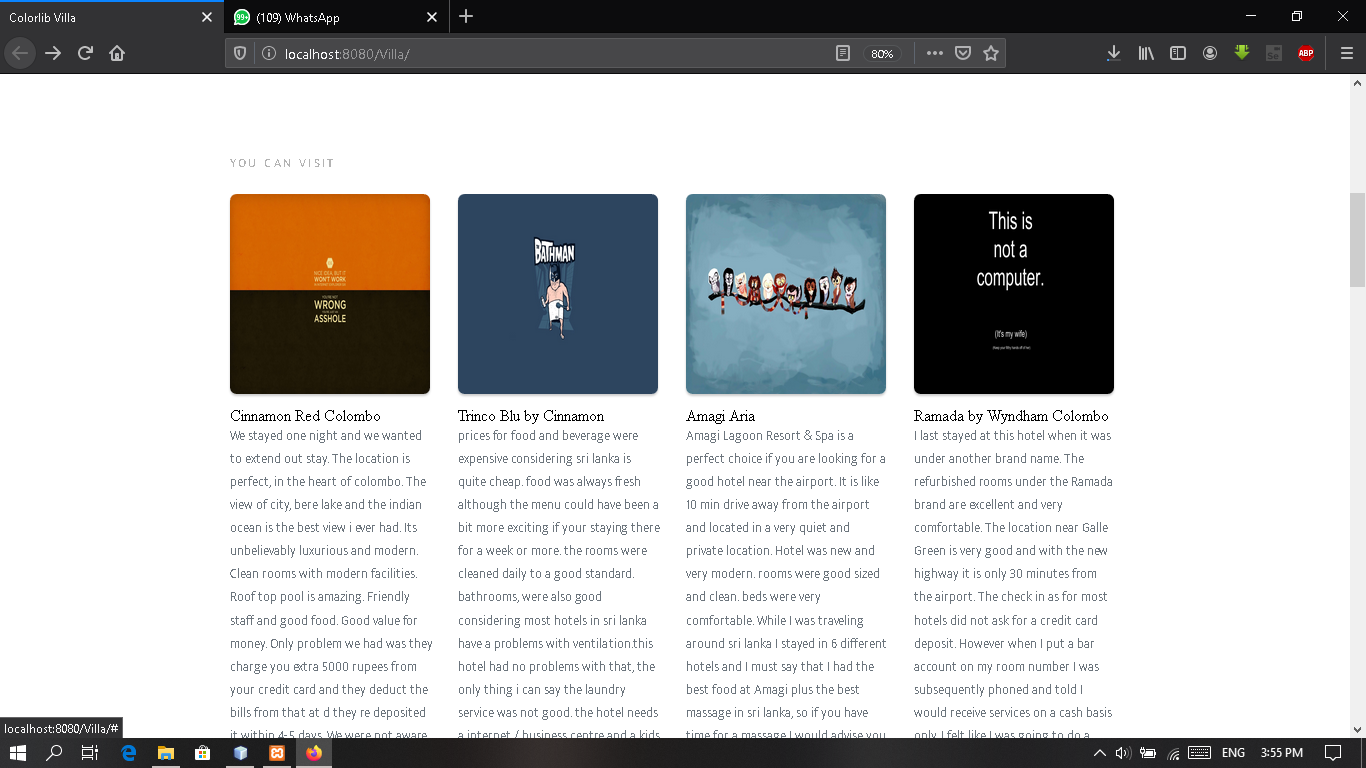 Colorlib Villa
99+
(109) WhatsApp
localhost:8080/Villa/
80%
ABP
YOU CAN VISIT
NICE IDEA, BUT IT
WON'T WORK
YOU'RE NOT
WRONG
ASSHOLE
BATHMAN
This is
not a
computer.
(It's my wife)
Cinnamon Red Colombo
We stayed one night and we wanted
to extend out stay. The location is
perfect, in the heart of colombo. The
view of city, bere lake and the indian
ocean is the best view i ever had. Its
unbelievably luxurious and modern.
Clean rooms with modern facilities.
Roof top pool is amazing. Friendly
staff and good food. Good value for
money. Only problem we had was they
charge you extra 5000 rupees from
your credit card and they deduct the
bills from that at d they re deposited
it within 4-5 days. We were not aware
Trinco Blu by Cinnamon
prices for food and beverage were
expensive considering sri lanka is
quite cheap. food was always fresh
although the menu could have been a
bit more exciting if your staying there
for a week or more. the rooms were
cleaned daily to a good standard.
bathrooms, were also good
considering most hotels in sri lanka
have a problems with ventilation.this
hotel had no problems with that, the
only thing i can say the laundry
service was not good. the hotel needs
a internet / business centre and a kids
Amagi Aria
Amagi Lagoon Resort & Spa is a
perfect choice if you are looking for a
good hotel near the airport. It is like
10 min drive away from the airport
and located in a very quiet and
private location. Hotel was new and
very modern. rooms were good sized
and clean. beds were very
comfortable. While I was traveling
around sri lanka I stayed in 6 different
hotels and I must say that I had the
best food at Amagi plus the best
massage in sri lanka, so if you have
time for a massage I would advise you
Ramada by Wyndham Colombo
I last stayed at this hotel when it was
under another brand name. The
refurbished rooms under the Ramada
brand are excellent and very
comfortable. The location near Galle
Green is very good and with the new
highway it is only 30 minutes from
the airport. The check in as for most
hotels did not ask for a credit card
deposit. However when I put a bar
account on my room number I was
subsequently phoned and told I
would receive services on a cash basis
only. I felt like I was going to do a
localhost:8080/Villa/#
ENG
3:55 PM